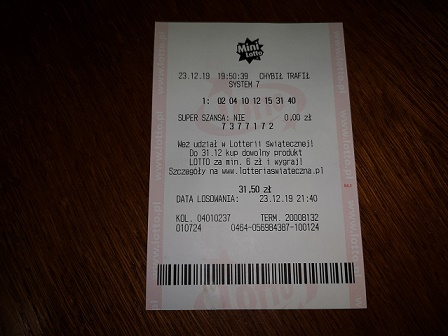 Mini
Lotto
23.12.19 19:50:39 CHYBIŁ TRAFIŁ
SYSTEM 7
1: 02 04 10 12 15 31 40
SUPER SZANSA: NIE 0,00 zł
7377172
Weź udział w Loterii świątecznej!
Do 31.12 kup dowolny produkt
LOTTO za min. 6 zł i wygraj!
Szczegóły na www.loteriaswiateczna.pl
31,50 zł
DATA LOSOWANIA: 23.12.19 21:40
KOL. 04010237 TERM. 20008132
010724 0464-056984387-100124
www.lotto.pl